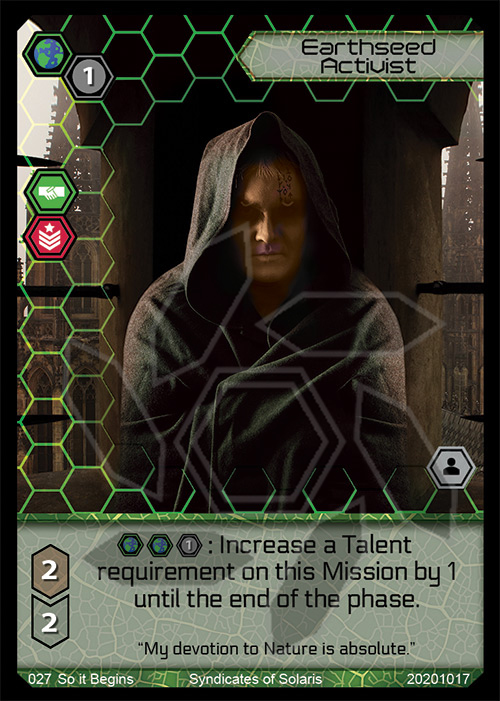 Earthseed
Activist
1
1 : Increase a Talent
requirement on this Mission by 1
until the end of the phase.
2
2
“My devotion to Nature is absolute.”
027 So it Begins Syndicates of Solaris 20201017